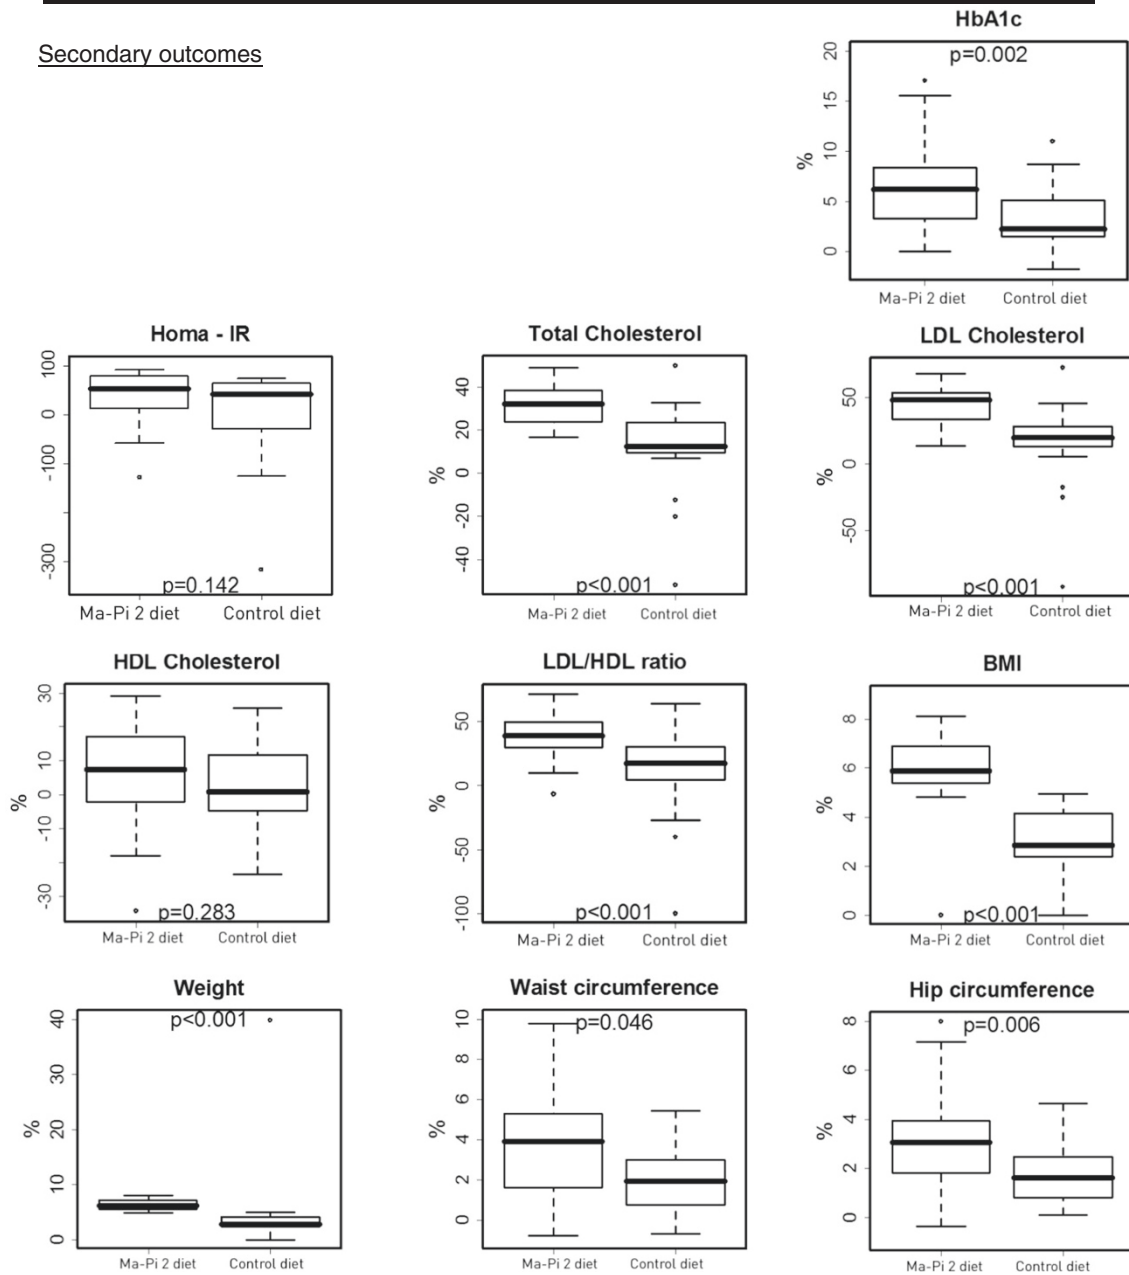 Secondary outcomes
HbA1c
p=0.002
20
15
10
5
0
%
Ma-Pi 2 diet Control diet
Homa - IR
100
0
-100
-300
p=0.142
Ma-Pi 2 diet Control diet
Total Cholesterol
40
20
0
-20
-40
%
p<0.001
Ma-Pi 2 diet Control diet
LDL Cholesterol
50
0
-50
%
p<0.001
Ma-Pi 2 diet Control diet
HDL Cholesterol
30
10
0
-10
-30
%
p=0.283
Ma-Pi 2 diet Control diet
LDL/HDL ratio
50
0
-50
-100
%
p<0.001
Ma-Pi 2 diet Control diet
BMI
8
6
4
2
0
%
p<0.001
Ma-Pi 2 diet Control diet
Weight
p<0.001
40
30
20
10
0
%
Ma-Pi 2 diet Control diet
Waist circumference
p=0.046
10
8
6
4
2
0
%
Ma-Pi 2 diet Control diet
Hip circumference
p=0.006
8
6
4
2
0
%
Ma-Pi 2 diet Control diet